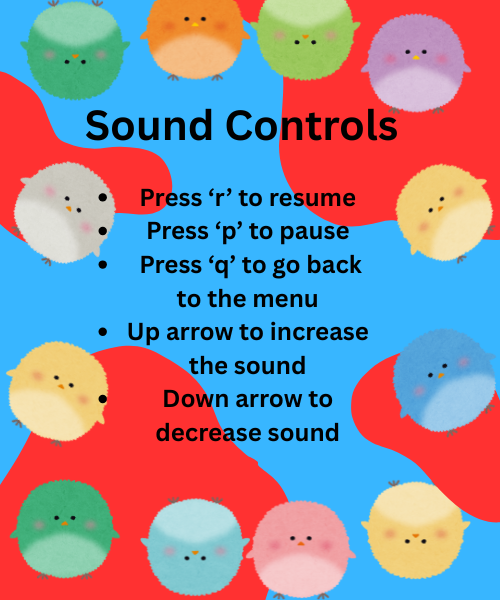 Sound Controls
• Press ‘r’ to resume
• Press ‘p’ to pause
• Press ‘q’ to go back
to the menu
• Up arrow to increase
the sound
• Down arrow to
decrease sound